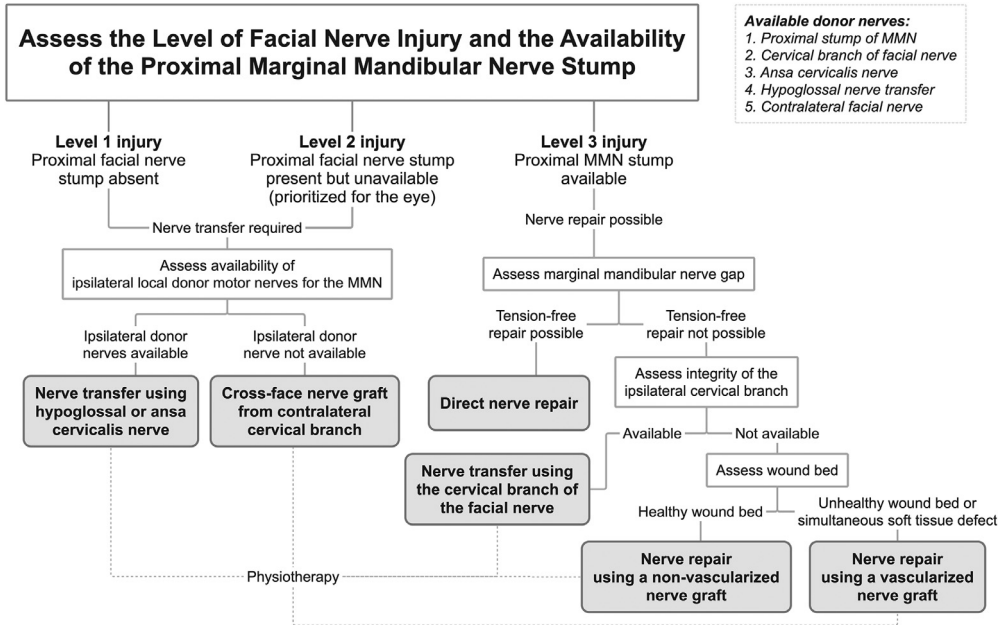 Assess the Level of Facial Nerve Injury and the Availability
of the Proximal Marginal Mandibular Nerve Stump
Available donor nerves:
1. Proximal stump of MMN
2. Cervical branch of facial nerve
3. Ansa cervicalis nerve
4. Hypoglossal nerve transfer
5. Contralateral facial nerve
Level 1 injury
Proximal facial nerve
stump absent
Level 2 injury
Proximal facial nerve stump
present but unavailable
(prioritized for the eye)
Level 3 injury
Proximal MMN stump
available
Nerve transfer required
Nerve repair possible
Assess availability of
ipsilateral local donor motor nerves for the MMN
Assess marginal mandibular nerve gap
Ipsilateral donor
nerves available
Ipsilateral donor
nerve not available
Tension-free
repair possible
Tension-free
repair not possible
Nerve transfer using
hypoglossal or ansa
cervicalis nerve
Cross-face nerve graft
from contralateral
cervical branch
Direct nerve repair
Assess integrity of the
ipsilateral cervical branch
Available
Not available
Nerve transfer using
the cervical branch of
the facial nerve
Assess wound bed
Healthy wound bed
Unhealthy wound bed or
simultaneous soft tissue defect
Nerve repair
using a non-vascularized
nerve graft
Nerve repair
using a vascularized
nerve graft
Physiotherapy